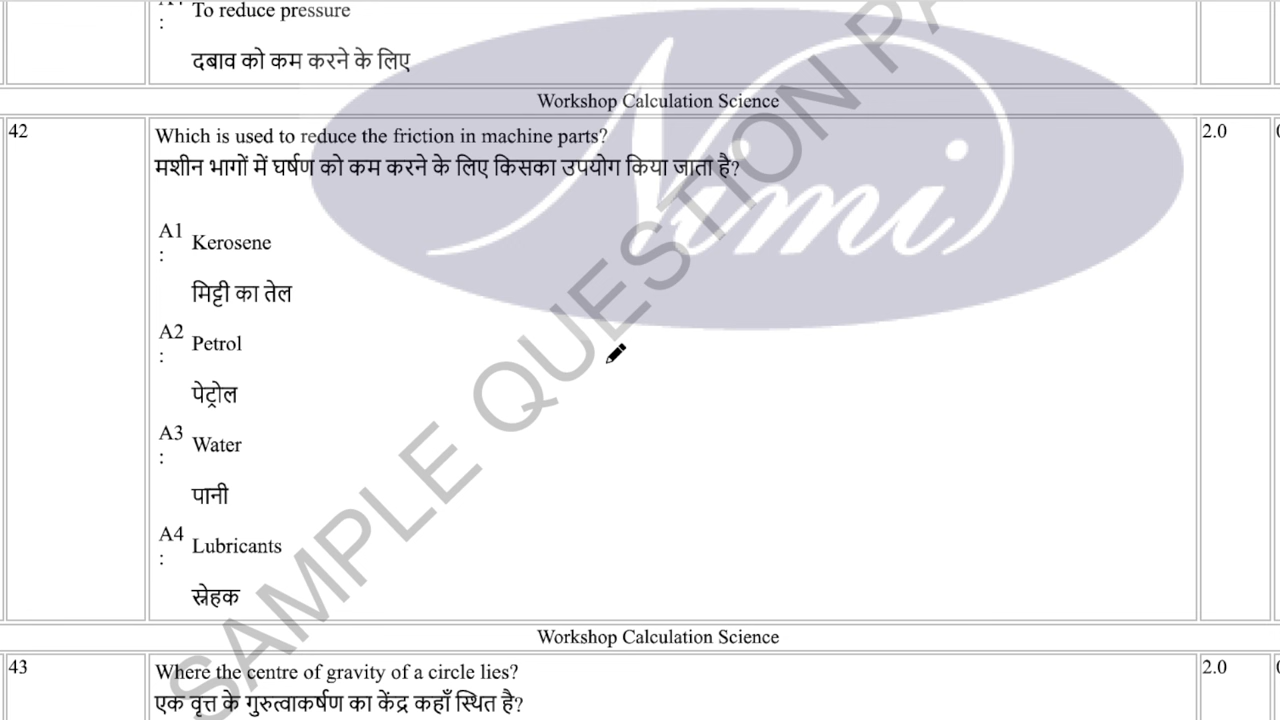 To reduce pressure
:
दबाव को कम करने के लिए
Workshop Calculation Science
42
Which is used to reduce the friction in machine parts?
2.0
मशीन भागों में घर्षण को कम करने के लिए किसका उपयोग किया जाता है?
A1
:
Kerosene
मिट्टी का तेल
A2
:
Petrol
पेट्रोल
A3
:
Water
पानी
A4
:
Lubricants
स्नेहक
Workshop Calculation Science
43
Where the centre of gravity of a circle lies?
2.0
एक वृत्त के गुरुत्वाकर्षण का केंद्र कहाँ स्थित है?
Nimi
SAMPLE QUESTION